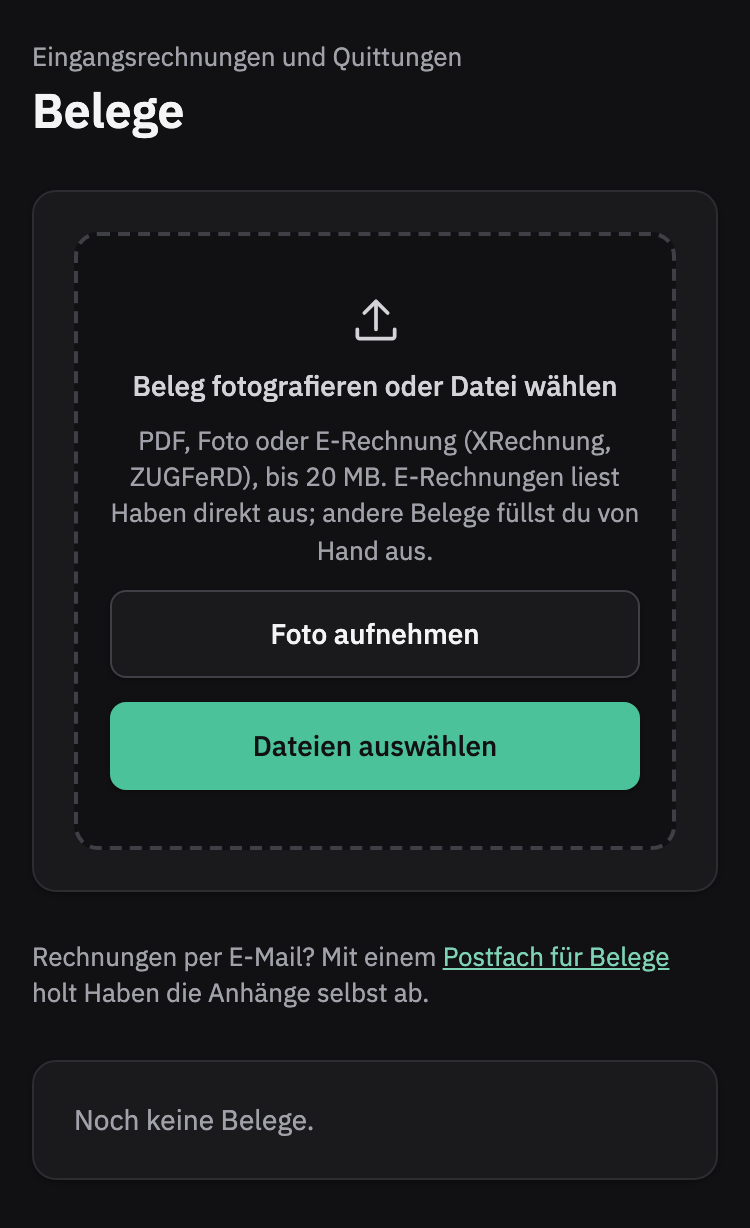 Eingangsrechnungen und Quittungen
Belege
Beleg fotografieren oder Datei wählen
PDF, Foto oder E-Rechnung (XRechnung,
ZUGFeRD), bis 20 MB. E-Rechnungen liest
Haben direkt aus; andere Belege füllst du von
Hand aus.
Foto aufnehmen
Dateien auswählen
Rechnungen per E-Mail? Mit einem Postfach für Belege
holt Haben die Anhänge selbst ab.
Noch keine Belege.